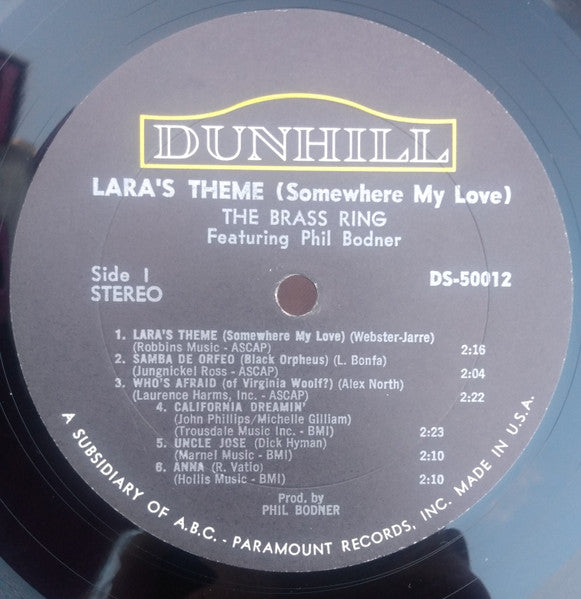 DUNHILL
LARA'S THEME (Somewhere My Love)
THE BRASS RING
Featuring Phil Bodner
Side 1
STEREO
DS-50012
1. LARA'S THEME (Somewhere My Love) (Webster-Jarre)
(Robbins Music - ASCAP) 2:16
2. SAMBA DE ORFEO (Black Orpheus) (L. Bonfa)
(Jungnickel Ross - ASCAP) 2:04
3. WHO'S AFRAID (of Virginia Woolf?) (Alex North)
(Laurence Harms, Inc. - ASCAP) 2:22
4. CALIFORNIA DREAMIN'
(John Phillips/Michelle Gilliam)
(Trousdale Music Inc. - BMI) 2:23
5. UNCLE JOSE (Dick Hyman)
(Marnel Music - BMI) 2:10
6. ANNA (R. Vatio)
(Hollis Music - BMI) 2:10
Prod. by
PHIL BODNER
A SUBSIDIARY OF A.B.C. - PARAMOUNT RECORDS, INC. MADE IN U.S.A.